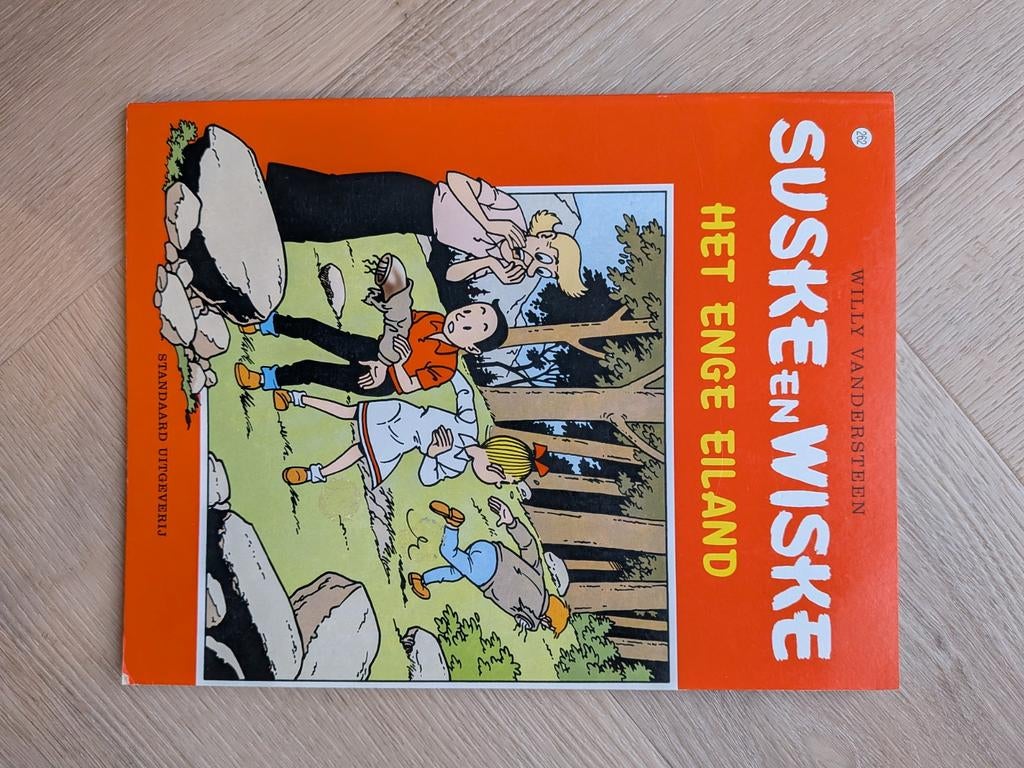 262
WILLY VANDERSTEEN
SUSKE EN WISKE
HET ENGE EILAND
STANDAARD UITGEVERIJ